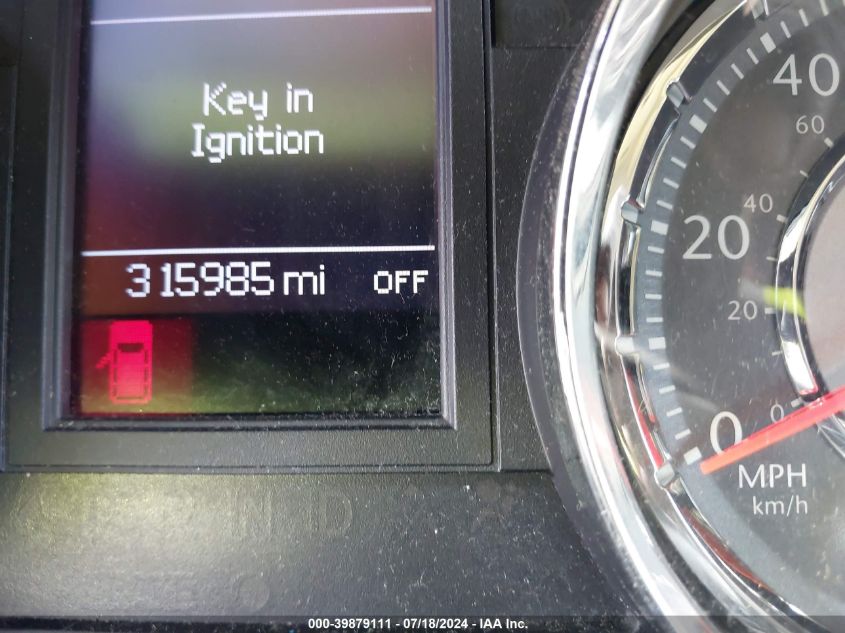 Key in
Ignition
315985 mi OFF
40
60
40
20
20
0
0
MPH
km/h
N D
000-39879111 - 07/18/2024 - IAA Inc.